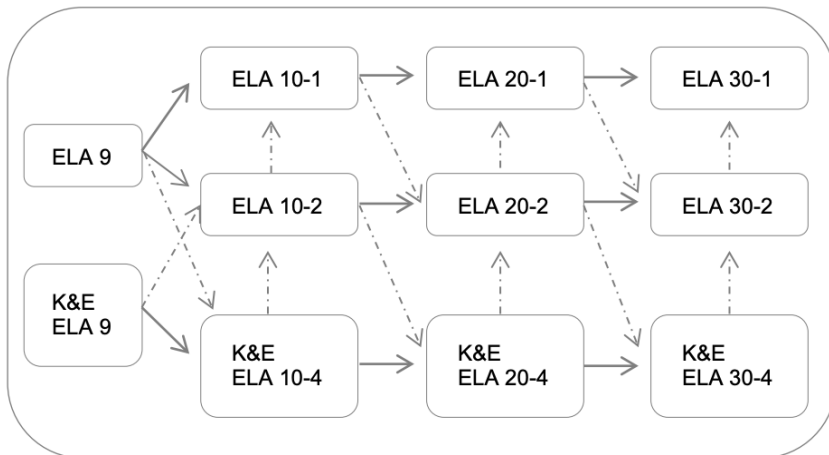 ELA 10-1
ELA 20-1
ELA 30-1
ELA 9
ELA 10-2
ELA 20-2
ELA 30-2
K&E
ELA 9
K&E
ELA 10-4
K&E
ELA 20-4
K&E
ELA 30-4